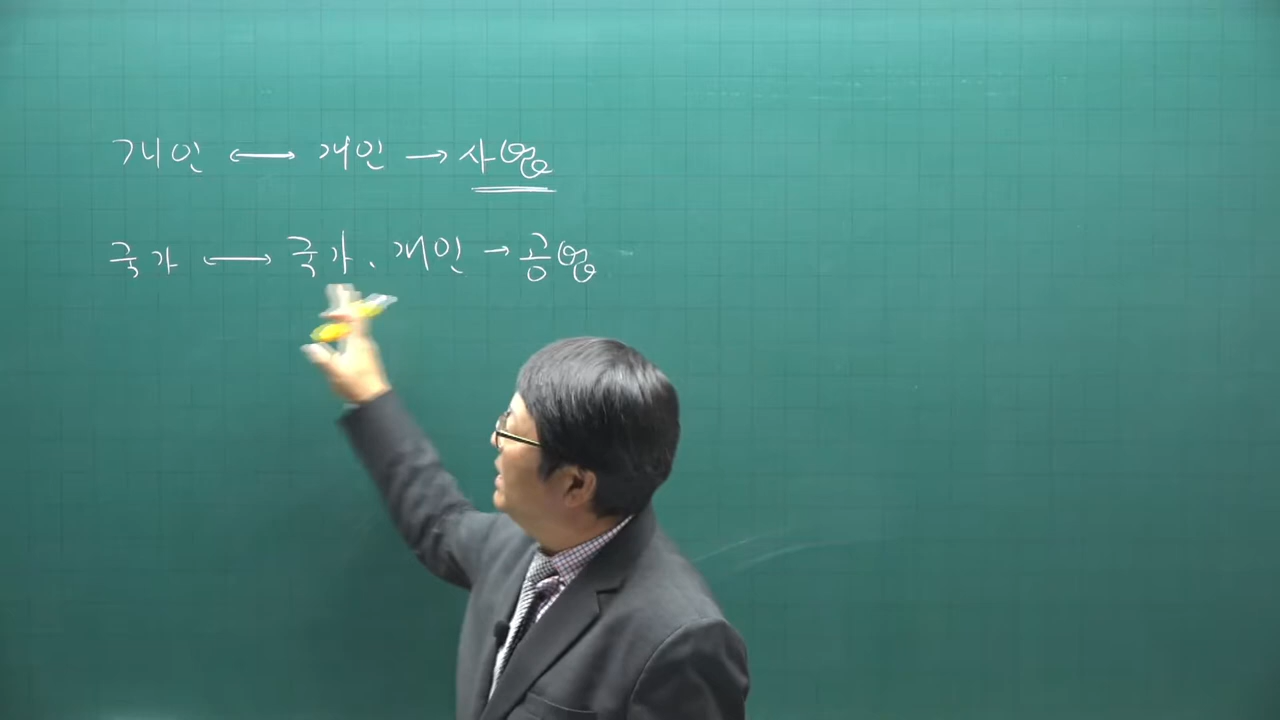 개인 ↔ 개인 → 사법
국가 ↔ 국가. 개인 → 공법